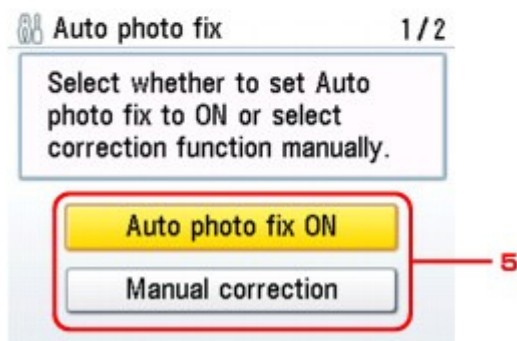 Auto photo fix 1/2
Select whether to set Auto
photo fix to ON or select
correction function manually.
Auto photo fix ON
5
Manual correction